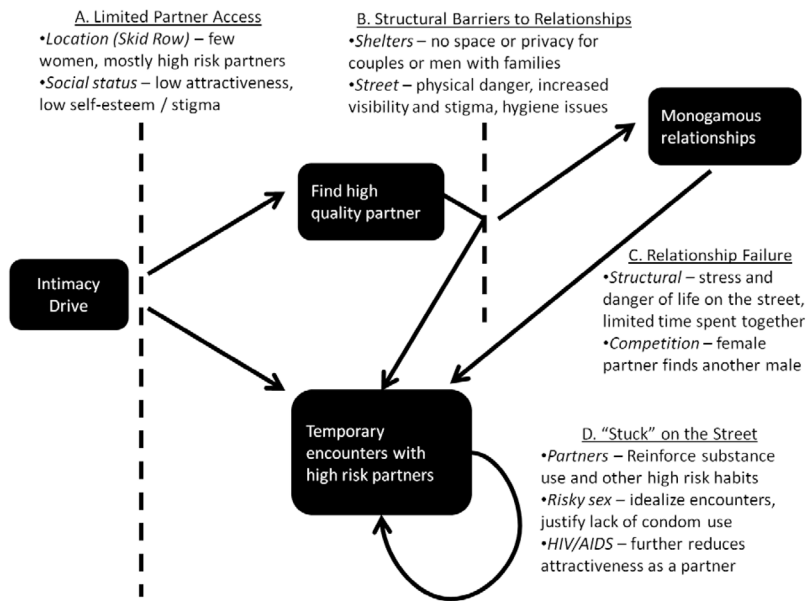 A. Limited Partner Access
•Location (Skid Row) – few
women, mostly high risk partners
•Social status – low attractiveness,
low self-esteem / stigma
B. Structural Barriers to Relationships
•Shelters – no space or privacy for
couples or men with families
•Street – physical danger, increased
visibility and stigma, hygiene issues
Monogamous
relationships
Find high
quality partner
Intimacy
Drive
C. Relationship Failure
•Structural – stress and
danger of life on the street,
limited time spent together
•Competition – female
partner finds another male
Temporary
encounters with
high risk partners
D. “Stuck” on the Street
•Partners – Reinforce substance
use and other high risk habits
•Risky sex – idealize encounters,
justify lack of condom use
•HIV/AIDS – further reduces
attractiveness as a partner